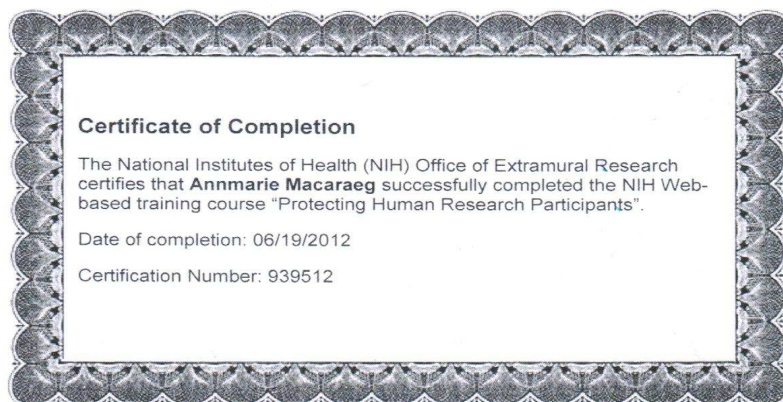 Certificate of Completion
The National Institutes of Health (NIH) Office of Extramural Research
certifies that Annmarie Macaraeg successfully completed the NIH Web-
based training course “Protecting Human Research Participants”.
Date of completion: 06/19/2012
Certification Number: 939512